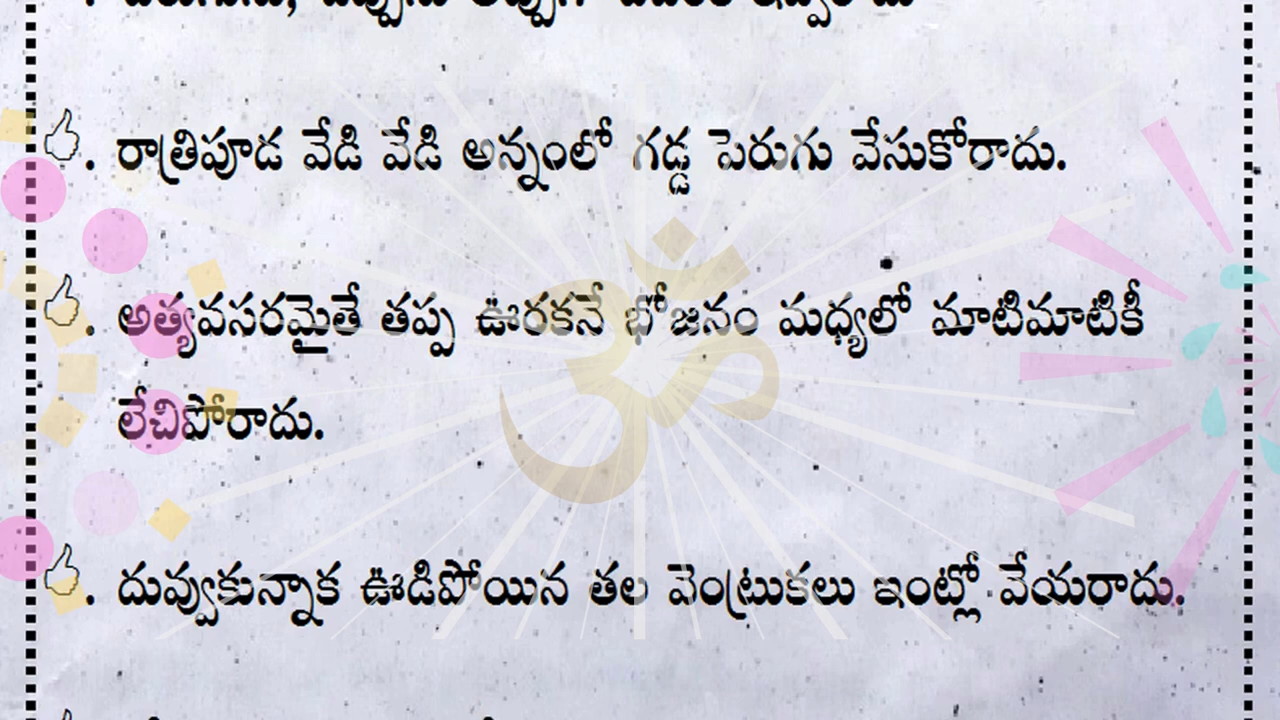 . రాత్రిపూడ వేడి వేడి అన్నంలో గడ్డ పెరుగు వేసుకోరాదు.
. అత్యవసరమైతే తప్ప ఊరకనే భోజనం మధ్యలో మాటిమాటికీ
లేచిపోరాదు.
. దువ్వుకున్నాక ఊడిపోయిన తల వెంట్రుకలు ఇంట్లో వేయరాదు.